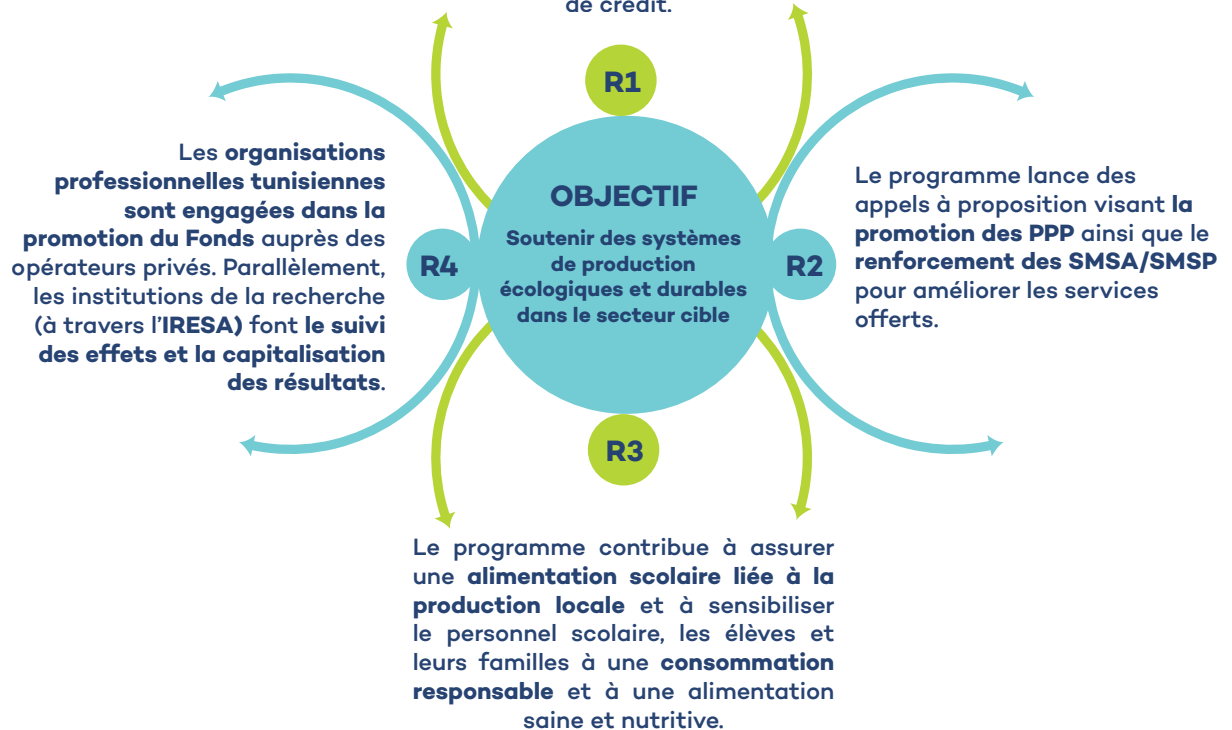 de crédit.
R1
OBJECTIF
Soutenir des systèmes
de production
écologiques et durables
dans le secteur cible
R4
Les organisations
professionnelles tunisiennes
sont engagées dans la
promotion du Fonds auprès des
opérateurs privés. Parallèlement,
les institutions de la recherche
(à travers l'IRESA) font le suivi
des effets et la capitalisation
des résultats.
R2
Le programme lance des
appels à proposition visant la
promotion des PPP ainsi que le
renforcement des SMSA/SMSP
pour améliorer les services
offerts.
R3
Le programme contribue à assurer
une alimentation scolaire liée à la
production locale et à sensibiliser
le personnel scolaire, les élèves et
leurs familles à une consommation
responsable et à une alimentation
saine et nutritive.